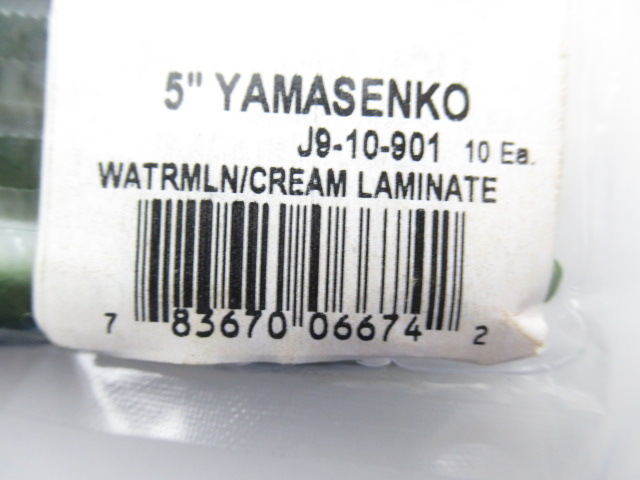 5" YAMASENKO
J9-10-901 10 Ea.
WATRMLN/CREAM LAMINATE
7 83670 06674 2